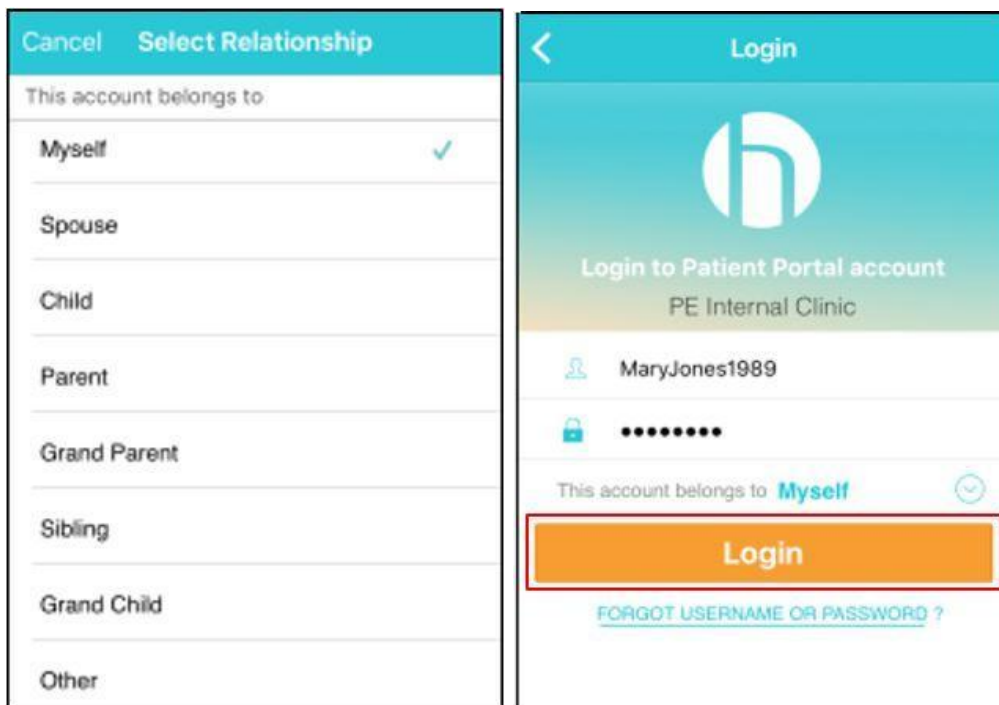 Cancel Select Relationship
This account belongs to
Myself
Spouse
Child
Parent
Grand Parent
Sibling
Grand Child
Other
Login
Login to Patient Portal account
PE Internal Clinic
MaryJones1989
••••••••
This account belongs to Myself
Login
FORGOT USERNAME OR PASSWORD ?